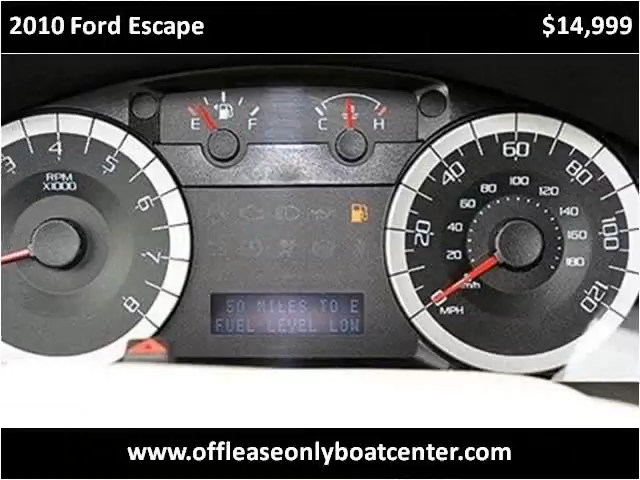 2010 Ford Escape $14,999
E F C H
3 4 5 6 7 8
RPM
X1000
20 40 60 80 100 120
20 40 60 80 100 120 140 160 180
km/h
MPH
50 MILES TO E
FUEL LEVEL LOW
www.offleaseonlyboatcenter.com